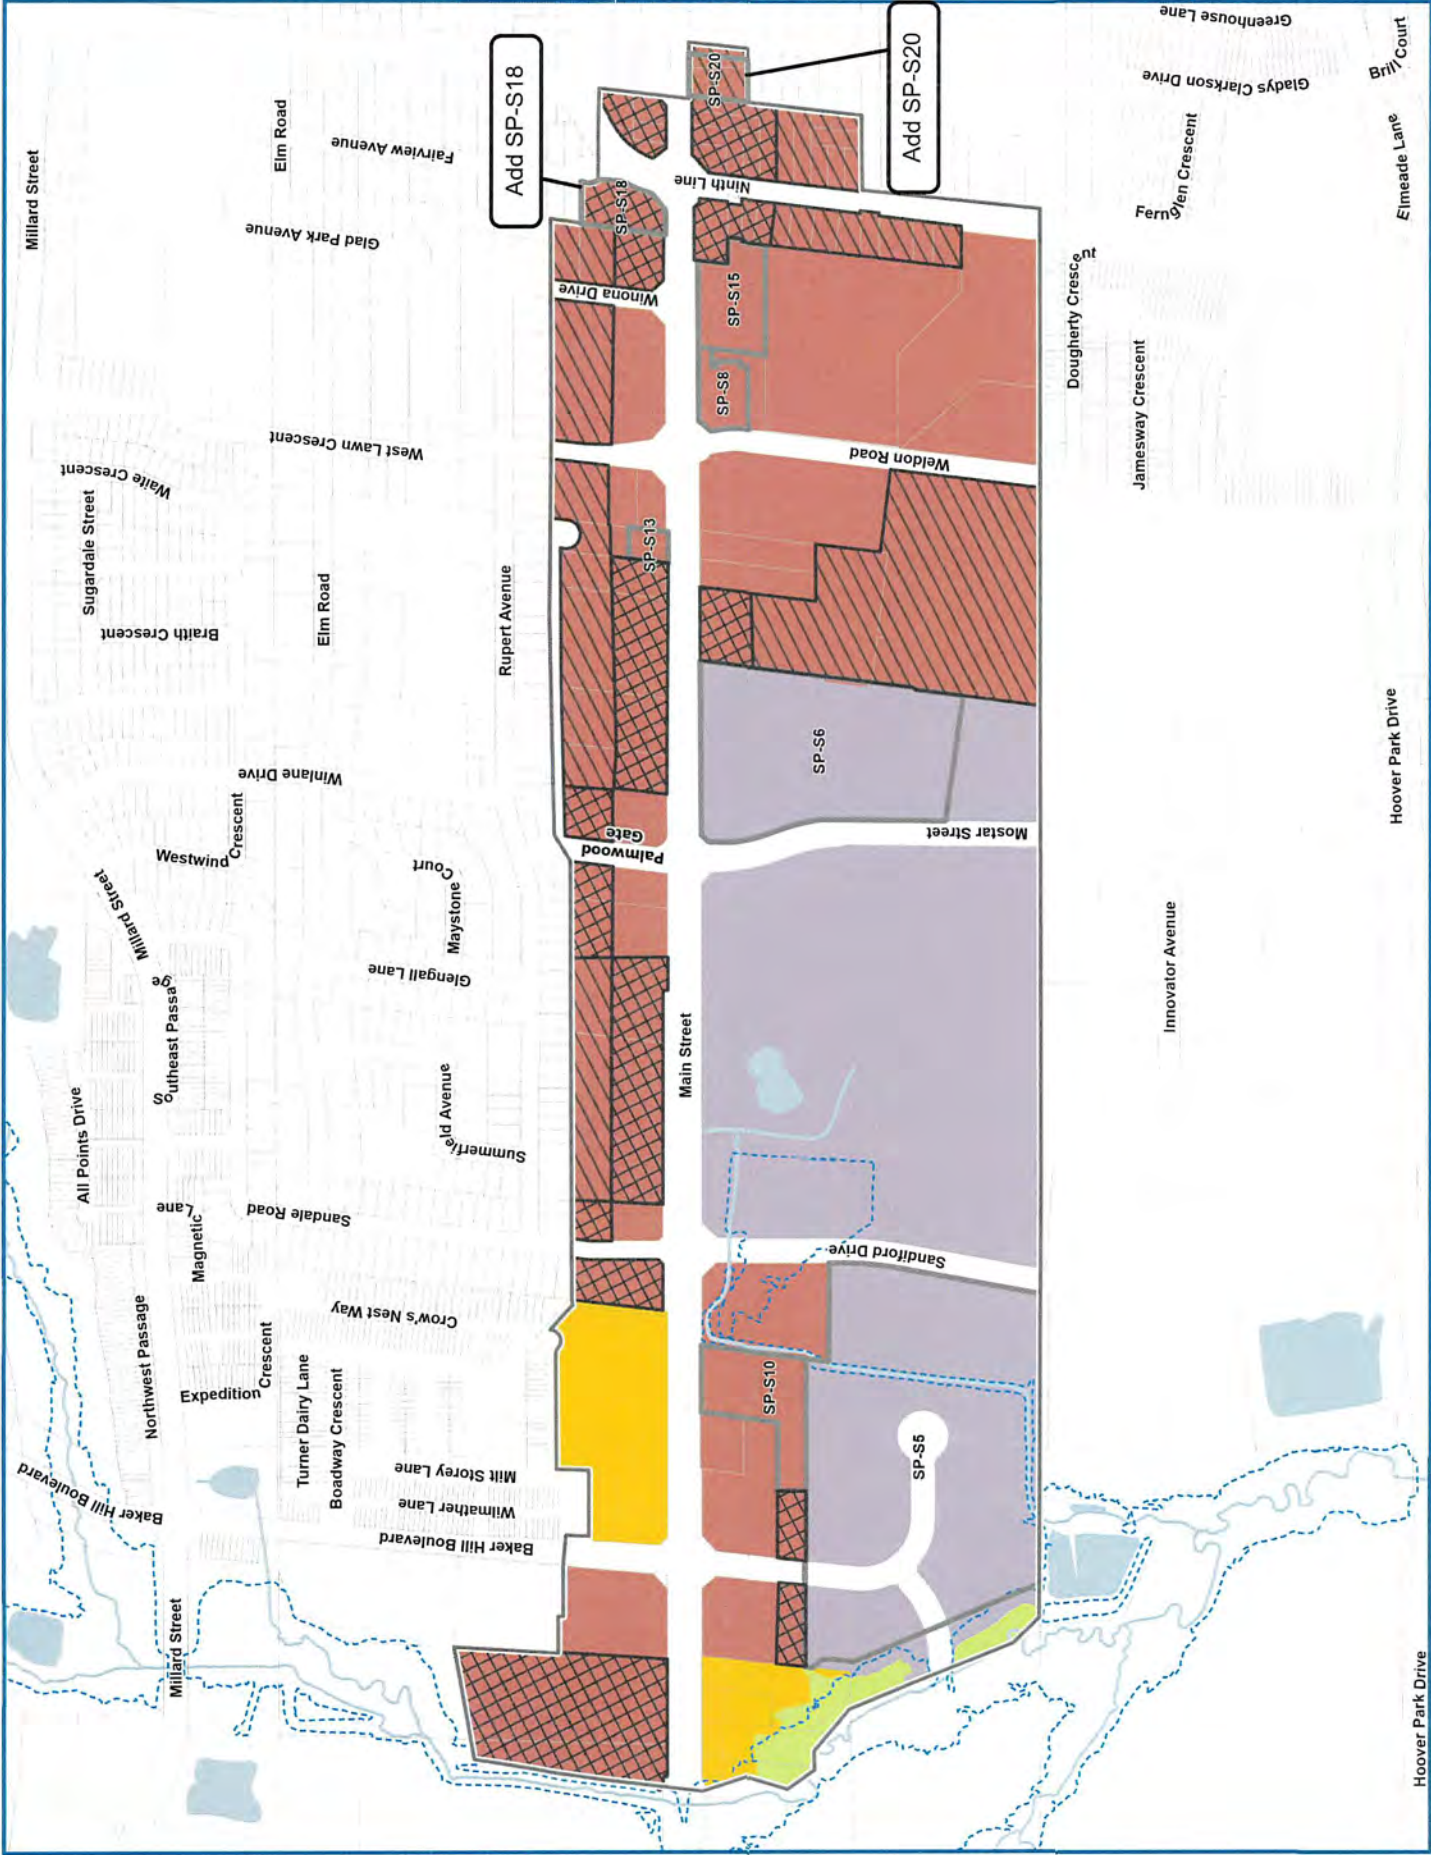 Millard Street
Elm Road
Fairview Avenue
Glad Park Avenue
Add SP-S18
Add SP-S20
SP-S20
SP-S18
Ninth Line
Greenhouse Lane
Gladys Clarkson Drive
Brill Court
Fernglen Crescent
Elmeade Lane
Winona Drive
SP-S15
SP-S8
Dougherty Crescent
Jamesway Crescent
West Lawn Crescent
Waite Crescent
Sugardale Street
Braith Crescent
Elm Road
Rupert Avenue
SP-S13
Weldon Road
Winlane Drive
Westwind Crescent
Millard Street
Court
Maystone
Palmwood
Gate
SP-S6
Mostar Street
Hoover Park Drive
Southeast Passage
Glengall Lane
Main Street
Innovator Avenue
All Points Drive
Summerfield Avenue
Magnetic Lane
Sandale Road
Sandiford Drive
Northwest Passage
Expedition Crescent
Crow's Nest Way
Turner Dairy Lane
Boadway Crescent
Milt Storey Lane
Wilmather Lane
Baker Hill Boulevard
SP-S10
SP-S5
Baker Hill Boulevard
Millard Street
Hoover Park Drive